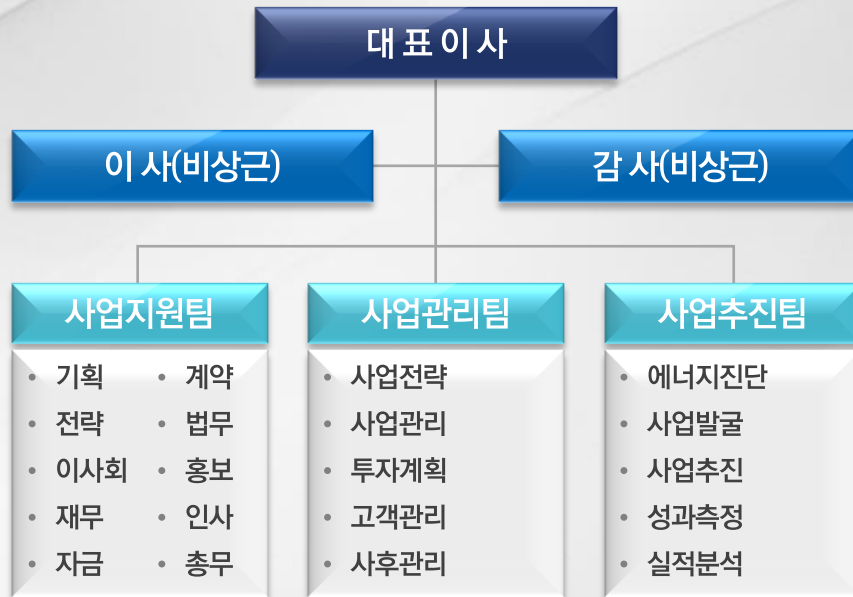 대표이사
이 사(비상근)
감 사(비상근)
사업지원팀
• 기획 • 계약
• 전략 • 법무
• 이사회 • 홍보
• 재무 • 인사
• 자금 • 총무
사업관리팀
• 사업전략
• 사업관리
• 투자계획
• 고객관리
• 사후관리
사업추진팀
• 에너지진단
• 사업발굴
• 사업추진
• 성과측정
• 실적분석